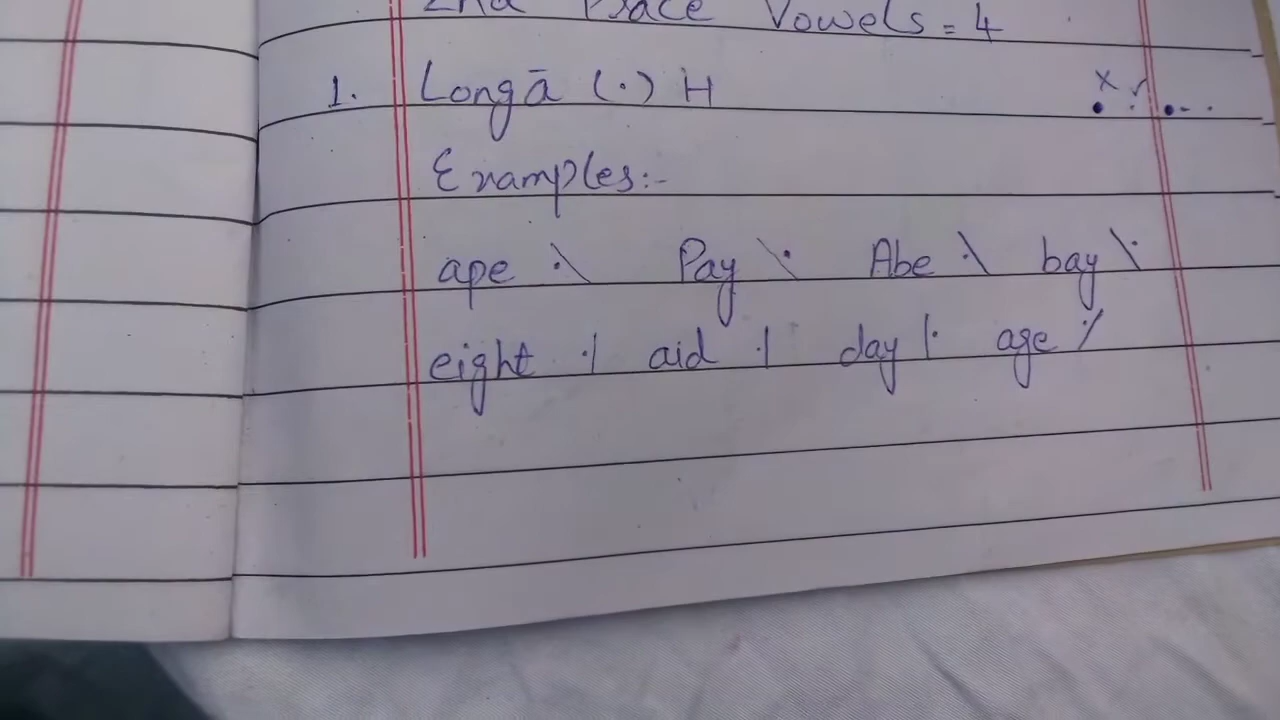 2nd Place Vowels = 4
1. Long ā (.) H
Examples:-
ape Pay Abe bay
eight aid day age